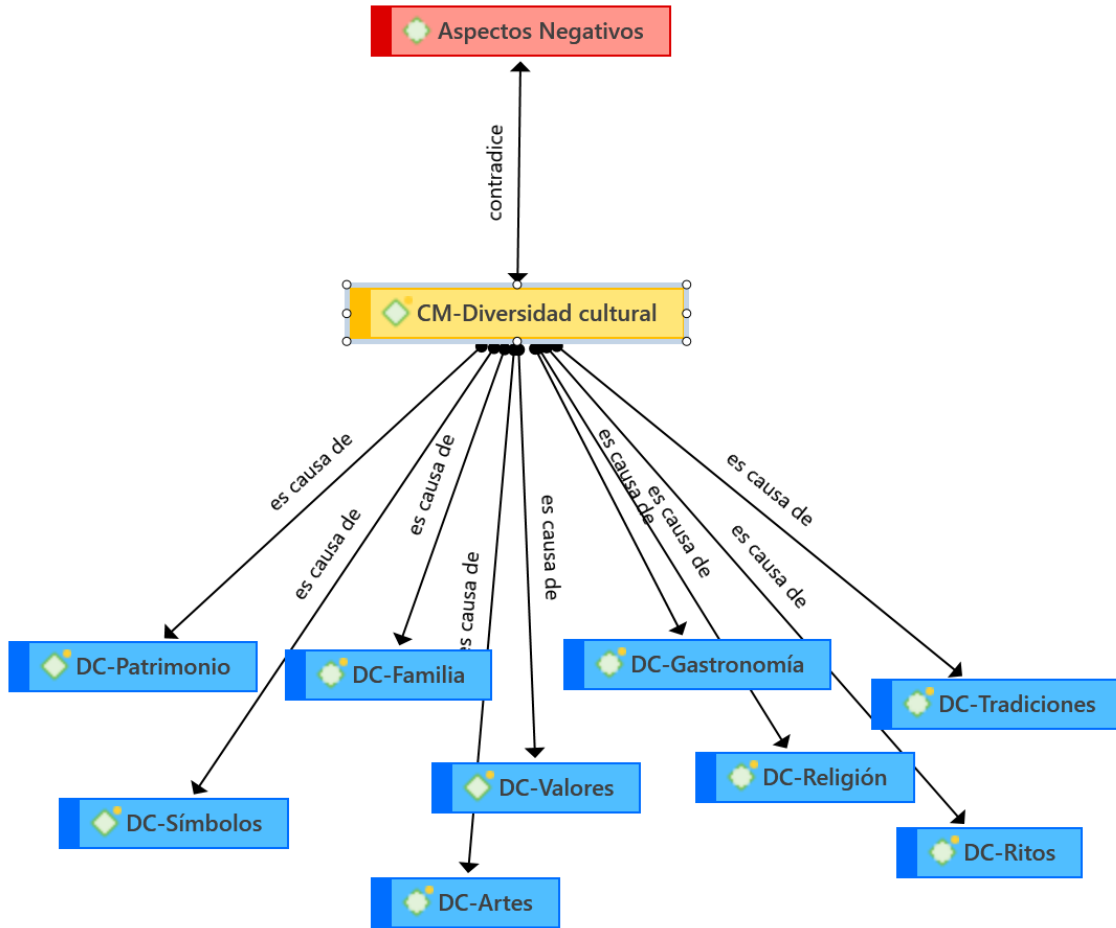 Aspectos Negativos
contradice
CM-Diversidad cultural
es causa de
es causa de
es causa de
es causa de
es causa de
es causa de
es causa de
es causa de
es causa de
DC-Patrimonio
DC-Familia
DC-Gastronomía
DC-Tradiciones
DC-Símbolos
DC-Valores
DC-Religión
DC-Artes
DC-Ritos